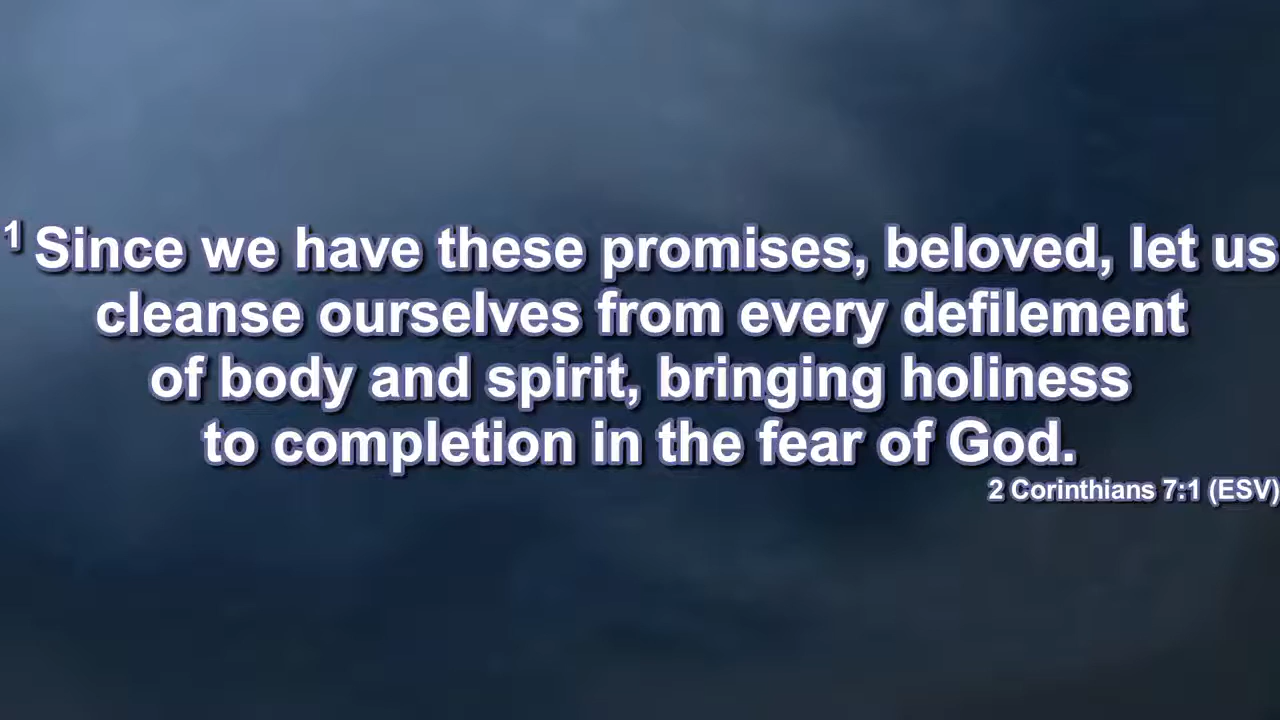 1 Since we have these promises, beloved, let us
cleanse ourselves from every defilement
of body and spirit, bringing holiness
to completion in the fear of God.
2 Corinthians 7:1 (ESV)